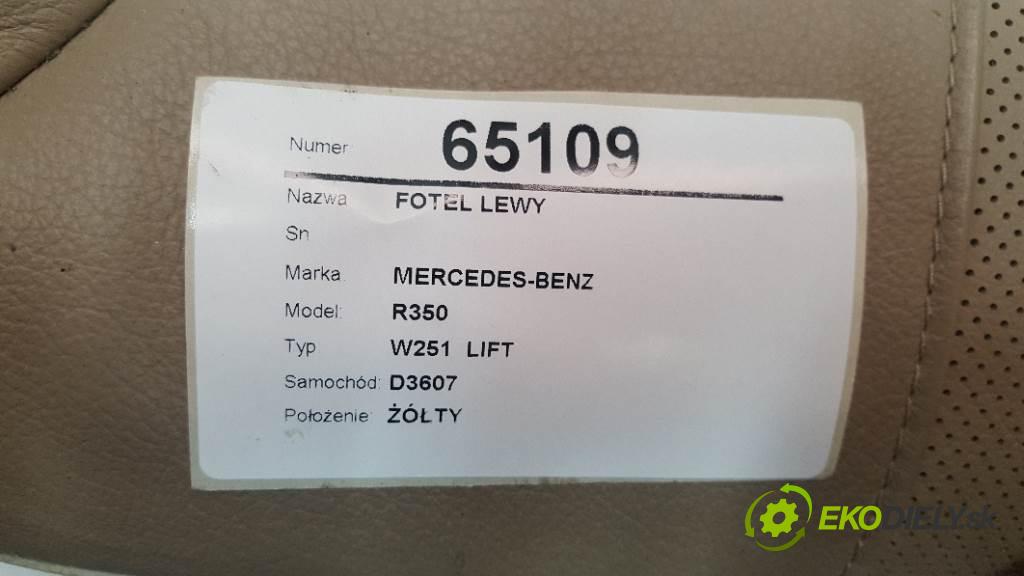 Numer 65109
Nazwa FOTEL LEWY
Sn
Marka MERCEDES-BENZ
Model: R350
Typ W251 LIFT
Samochód: D3607
Położenie: ŻÓŁTY
EKODIELY.sk